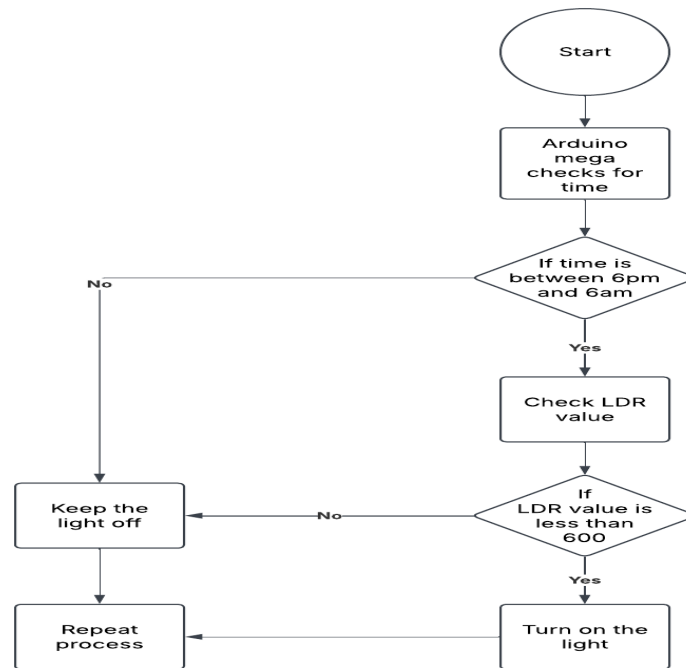 Start
Arduino
mega
checks for
time
If time is
between 6pm
and 6am
No
Yes
Check LDR
value
If
LDR value is
less than
600
No
Keep the
light off
Yes
Turn on the
light
Repeat
process